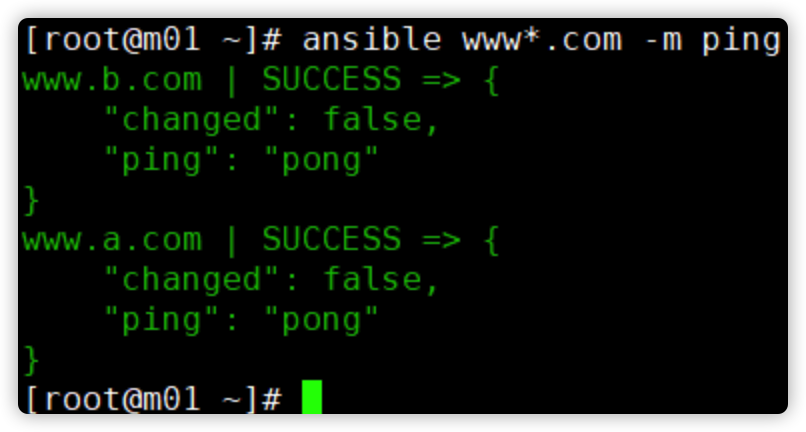 [root@m01 ~]# ansible www*.com -m ping
www.b.com | SUCCESS => {
    "changed": false,
    "ping": "pong"
}
www.a.com | SUCCESS => {
    "changed": false,
    "ping": "pong"
}
[root@m01 ~]#